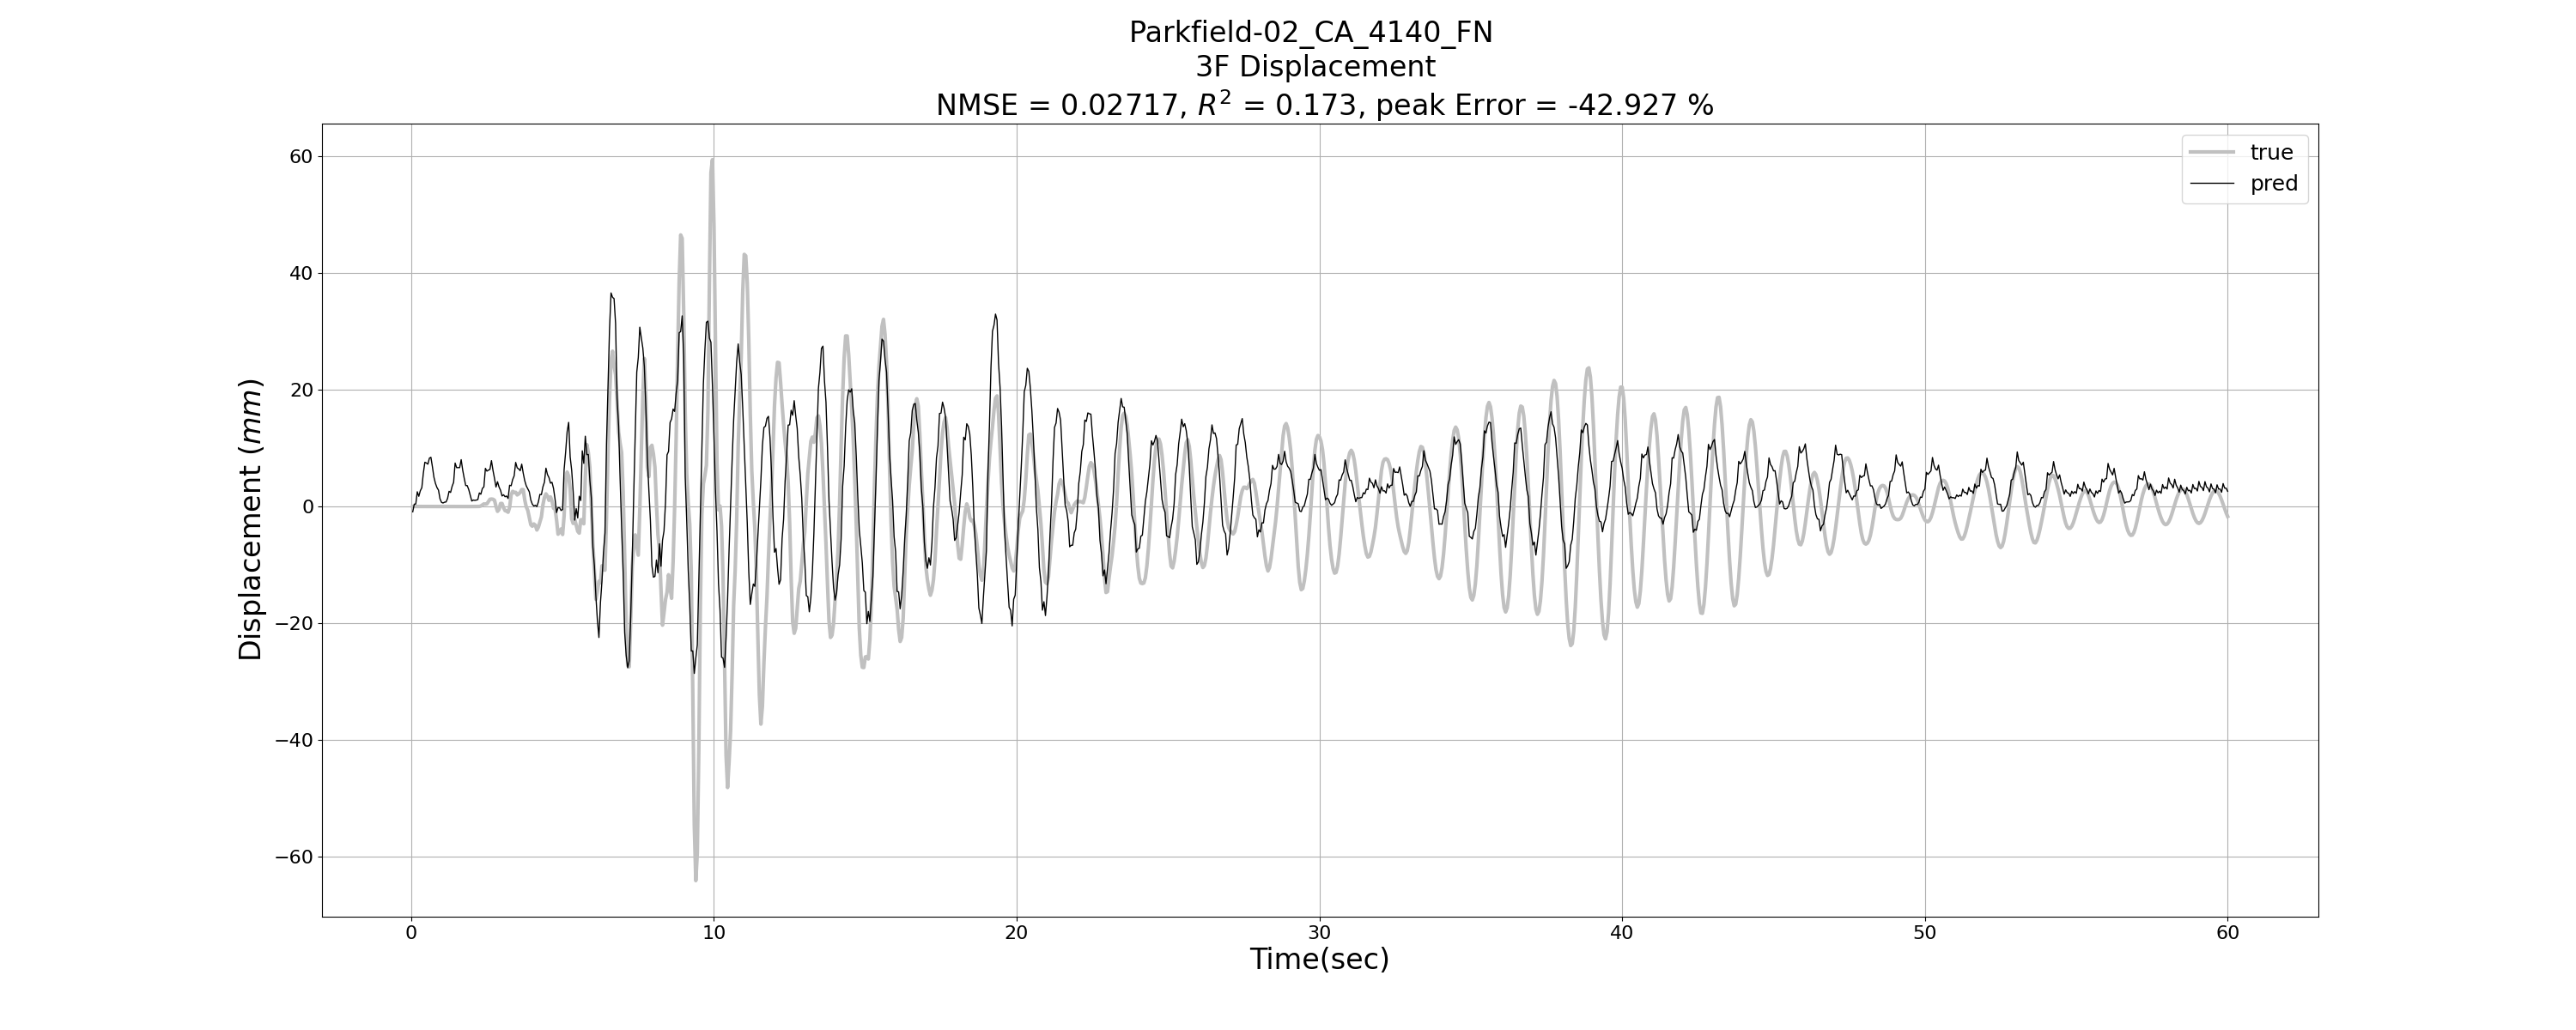 Parkfield-02_CA_4140_FN
3F Displacement
NMSE = 0.02717, R² = 0.173, peak Error = -42.927 %
true
pred
60
40
20
0
−20
−40
−60
Displacement (mm)
0 10 20 30 40 50 60
Time(sec)